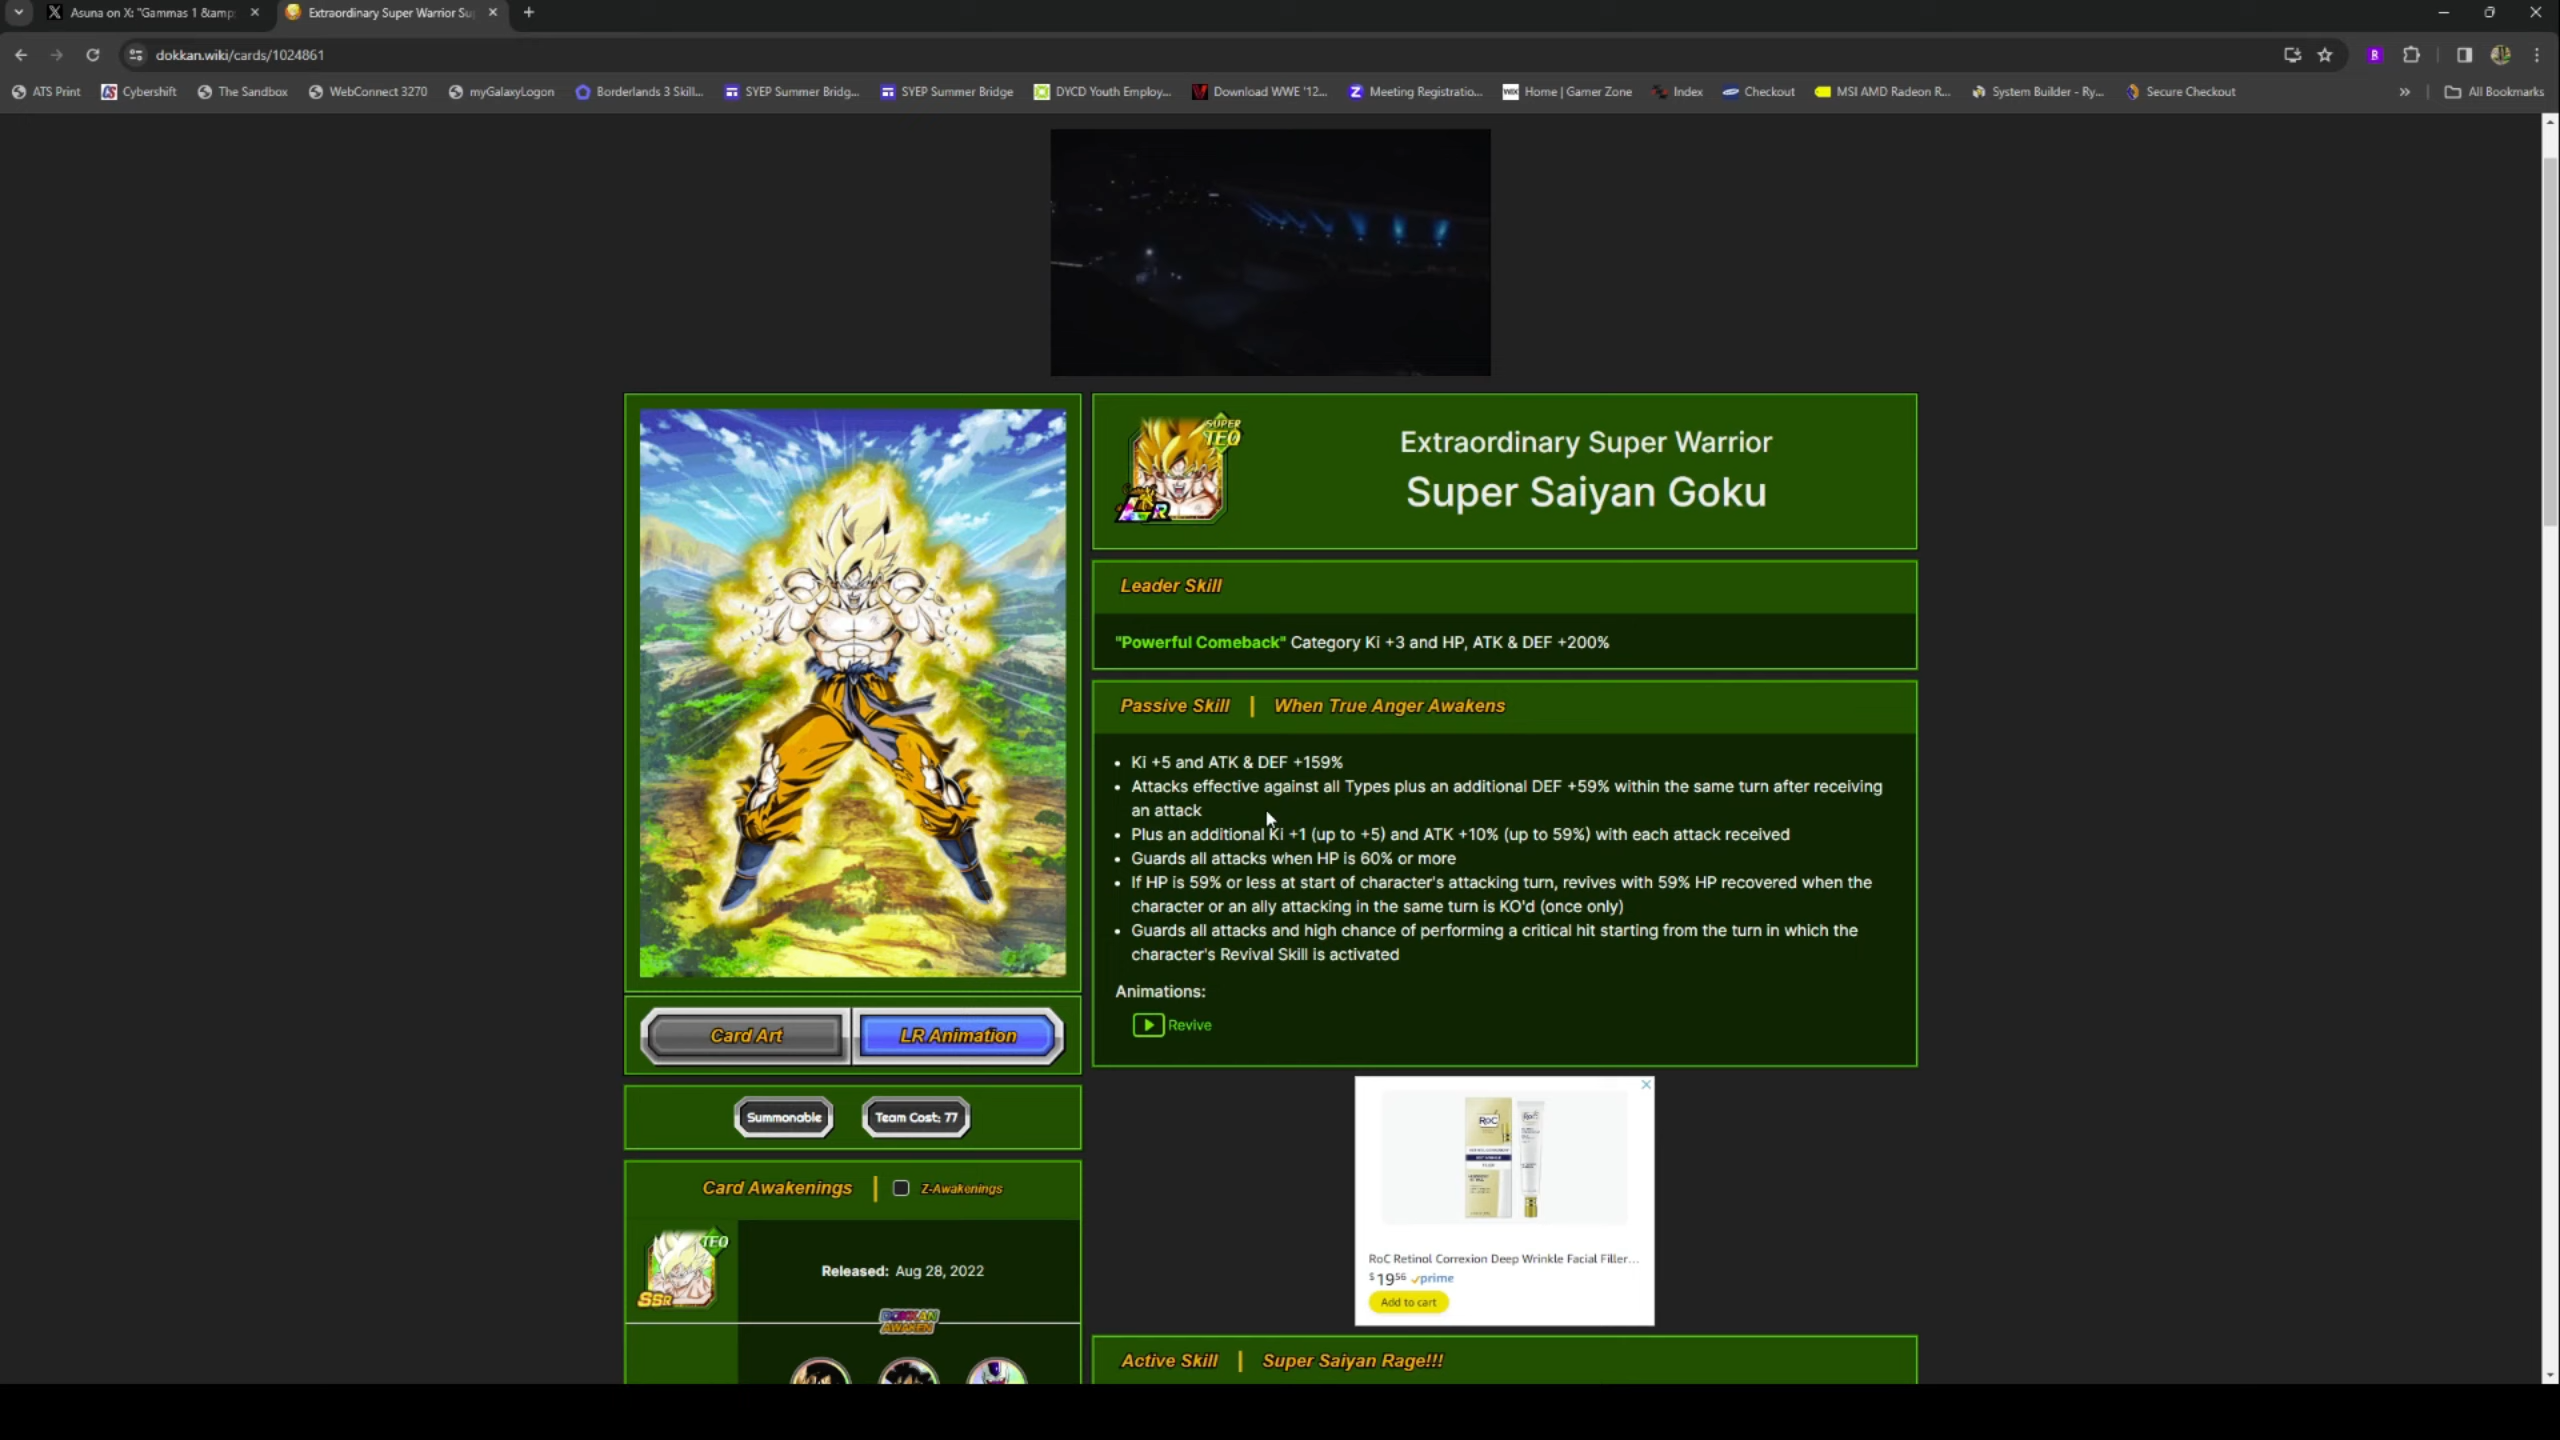 Asuna on X: "Gammas 1 &amp
Extraordinary Super Warrior Su
dokkan.wiki/cards/1024861
ATS Print
Cybershift
The Sandbox
WebConnect 3270
myGalaxyLogon
Borderlands 3 Skill...
SYEP Summer Bridg...
SYEP Summer Bridge
DYCD Youth Employ...
Download WWE '12...
Meeting Registratio...
Home | Gamer Zone
Index
Checkout
MSI AMD Radeon R...
System Builder - Ry...
Secure Checkout
All Bookmarks
SUPER
TEQ
LR
Extraordinary Super Warrior
Super Saiyan Goku
Leader Skill
"Powerful Comeback" Category Ki +3 and HP, ATK & DEF +200%
Passive Skill | When True Anger Awakens
• Ki +5 and ATK & DEF +159%
• Attacks effective against all Types plus an additional DEF +59% within the same turn after receiving
an attack
• Plus an additional Ki +1 (up to +5) and ATK +10% (up to 59%) with each attack received
• Guards all attacks when HP is 60% or more
• If HP is 59% or less at start of character's attacking turn, revives with 59% HP recovered when the
character or an ally attacking in the same turn is KO'd (once only)
• Guards all attacks and high chance of performing a critical hit starting from the turn in which the
character's Revival Skill is activated
Animations:
Revive
Card Art
LR Animation
Summonable
Team Cost: 77
Card Awakenings | Z-Awakenings
TEQ
SSR
Released: Aug 28, 2022
DOKKAN
AWAKEN
RoC
RoC Retinol Correxion Deep Wrinkle Facial Filler...
$1956 prime
Add to cart
Active Skill | Super Saiyan Rage!!!